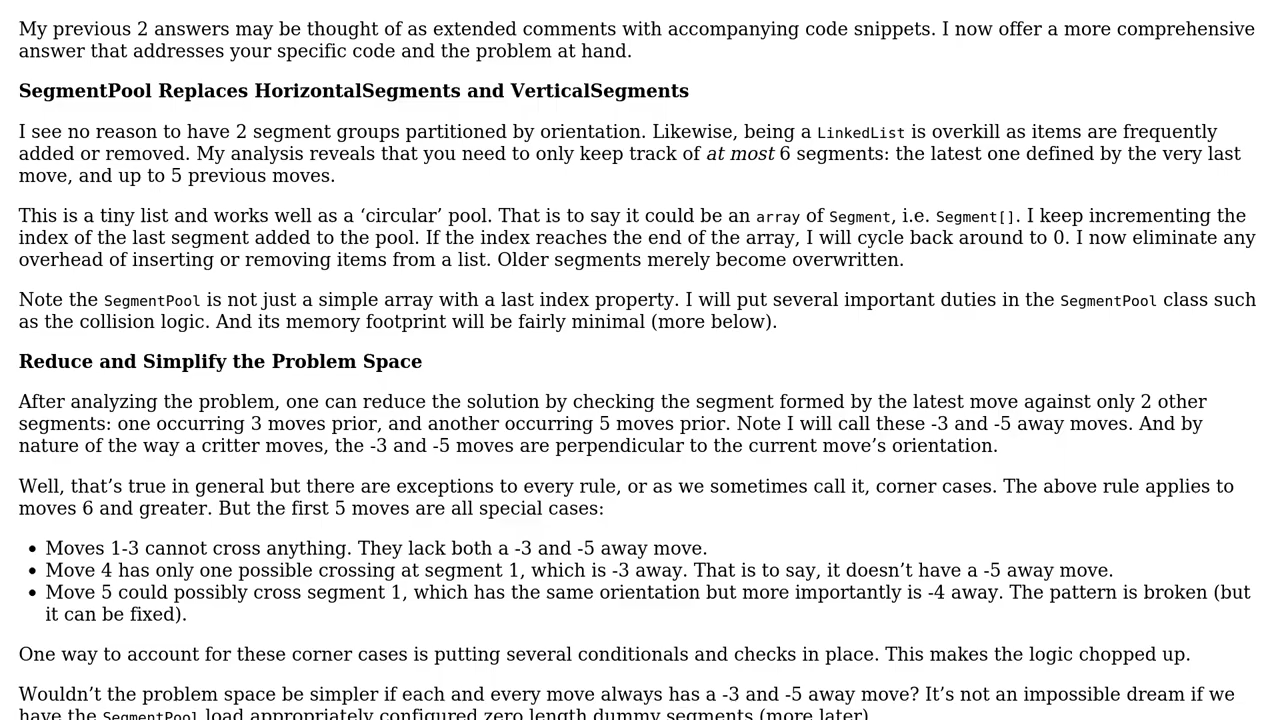 My previous 2 answers may be thought of as extended comments with accompanying code snippets. I now offer a more comprehensive
answer that addresses your specific code and the problem at hand.
SegmentPool Replaces HorizontalSegments and VerticalSegments
I see no reason to have 2 segment groups partitioned by orientation. Likewise, being a LinkedList is overkill as items are frequently
added or removed. My analysis reveals that you need to only keep track of at most 6 segments: the latest one defined by the very last
move, and up to 5 previous moves.
This is a tiny list and works well as a ‘circular’ pool. That is to say it could be an array of Segment, i.e. Segment[]. I keep incrementing the
index of the last segment added to the pool. If the index reaches the end of the array, I will cycle back around to 0. I now eliminate any
overhead of inserting or removing items from a list. Older segments merely become overwritten.
Note the SegmentPool is not just a simple array with a last index property. I will put several important duties in the SegmentPool class such
as the collision logic. And its memory footprint will be fairly minimal (more below).
Reduce and Simplify the Problem Space
After analyzing the problem, one can reduce the solution by checking the segment formed by the latest move against only 2 other
segments: one occurring 3 moves prior, and another occurring 5 moves prior. Note I will call these -3 and -5 away moves. And by
nature of the way a critter moves, the -3 and -5 moves are perpendicular to the current move’s orientation.
Well, that’s true in general but there are exceptions to every rule, or as we sometimes call it, corner cases. The above rule applies to
moves 6 and greater. But the first 5 moves are all special cases:
• Moves 1-3 cannot cross anything. They lack both a -3 and -5 away move.
• Move 4 has only one possible crossing at segment 1, which is -3 away. That is to say, it doesn’t have a -5 away move.
• Move 5 could possibly cross segment 1, which has the same orientation but more importantly is -4 away. The pattern is broken (but
it can be fixed).
One way to account for these corner cases is putting several conditionals and checks in place. This makes the logic chopped up.
Wouldn’t the problem space be simpler if each and every move always has a -3 and -5 away move? It’s not an impossible dream if we
have the SegmentPool load appropriately configured zero length dummy segments (more later).